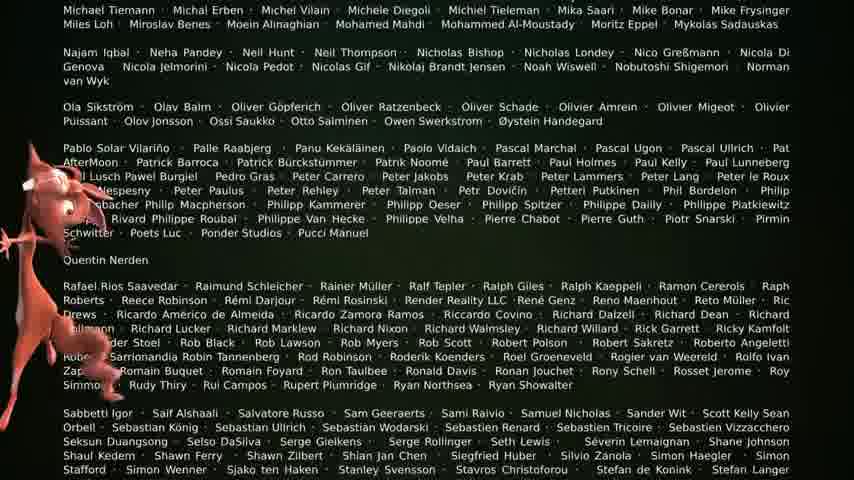 Michael Tiemann · Michal Erben · Michel Vilain · Michele Diegoli · Michiel Tieleman · Mika Saari · Mike Bonar · Mike Frysinger
Miles Loh · Miroslav Benes · Moein Alinaghian · Mohamed Mahdi · Mohammed Al-Moustady · Moritz Eppel · Mykolas Sadauskas
Najam Iqbal · Neha Pandey · Neil Hunt · Neil Thompson · Nicholas Bishop · Nicholas Londey · Nico Greßmann · Nicola Di
Genova Nicola Jelmorini · Nicola Pedot · Nicolas Gif · Nikolaj Brandt Jensen · Noah Wiswell · Nobutoshi Shigemori · Norman
van Wyk
Ola Sikström · Olav Balm · Oliver Göpferich · Oliver Ratzenbeck · Oliver Schade · Olivier Amrein · Olivier Migeot · Olivier
Puissant · Olov Jonsson · Ossi Saukko · Otto Salminen · Owen Swerkstrom · Øystein Handegard
Pablo Solar Vilariño · Palle Raabjerg · Panu Kekäläinen · Paolo Vidaich · Pascal Marchal · Pascal Ugon · Pascal Ullrich · Pat
AfterMoon · Patrick Barroca · Patrick Bürckstümmer · Patrik Noomé · Paul Barrett · Paul Holmes · Paul Kelly · Paul Lunneberg
Lusch Pawel Burgiel Pedro Gras · Peter Carrero · Peter Jakobs · Peter Krab · Peter Lammers · Peter Lang · Peter le Roux
Peter Paulus · Peter Rehley · Peter Talman · Petr Dovičín · Petteri Putkinen · Phil Bordelon · Philip
Philip Macpherson · Philipp Kammerer · Philipp Oeser · Philipp Spitzer · Philippe Dailly · Philippe Piatkiewitz
Rivard Philippe Roubal · Philippe Van Hecke · Philippe Velha · Pierre Chabot · Pierre Guth · Piotr Snarski · Pirmin
Schwitter · Poets Luc · Ponder Studios · Pucci Manuel
Quentin Nerden
Rafael Rios Saavedar · Raimund Schleicher · Rainer Müller · Ralf Tepler · Ralph Giles · Ralph Kaeppeli · Ramon Cererols · Raph
Roberts · Reece Robinson · Rémi Darjour · Rémi Rosinski · Render Reality LLC ·René Genz · Reno Maenhout · Reto Müller · Ric
Drews · Ricardo Américo de Almeida · Ricardo Zamora Ramos · Riccardo Covino · Richard Dalzell · Richard Dean · Richard
Richard Lucker · Richard Marklew · Richard Nixon · Richard Walmsley · Richard Willard · Rick Garrett · Ricky Kamfolt
Stoel · Rob Black · Rob Lawson · Rob Myers · Rob Scott · Robert Polson · Robert Sakretz · Roberto Angeletti
Sarrionandia Robin Tannenberg · Rod Robinson · Roderik Koenders · Roel Groeneveld · Rogier van Weereld · Rolfo Ivan
Romain Buquet · Romain Foyard · Ron Taulbee · Ronald Davis · Ronan Jouchet · Rony Schell · Rosset Jerome · Roy
Rudy Thiry · Rui Campos · Rupert Plumridge · Ryan Northsea · Ryan Showalter
Sabbetti Igor · Saif Alshaali · Salvatore Russo · Sam Geeraerts · Sami Raivio · Samuel Nicholas · Sander Wit · Scott Kelly Sean
Orbell · Sebastian König · Sebastian Ullrich · Sebastian Wodarski · Sebastien Renard · Sebastien Tricoire · Sebastien Vizzacchero
Seksun Duangsong · Selso DaSilva · Serge Gielkens · Serge Rollinger · Seth Lewis · Séverin Lemaignan · Shane Johnson
Shaul Kedem · Shawn Ferry · Shawn Zilbert · Shian Jan Chen · Siegfried Huber · Silvio Zanola · Simon Haegler · Simon
Stafford · Simon Wenner · Sjako ten Haken · Stanley Svensson · Stavros Christoforou · Stefan de Konink · Stefan Langer